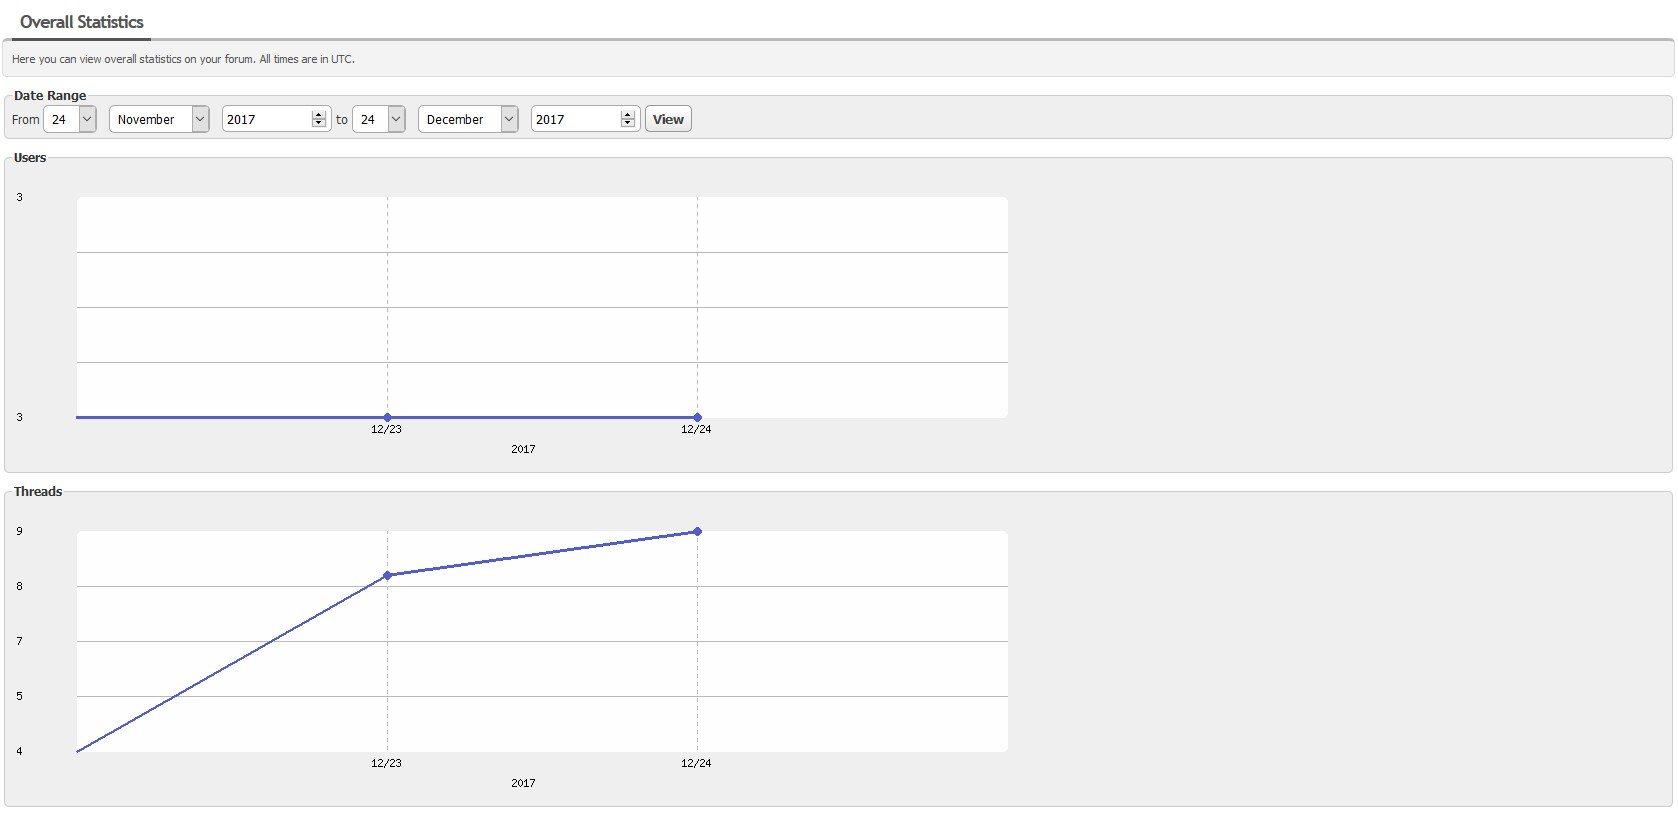 Overall Statistics
Here you can view overall statistics on your forum. All times are in UTC.
Date Range
From 24 November 2017 to 24 December 2017 View
Users
3
3
12/23 12/24
2017
Threads
9
8
7
5
4
12/23 12/24
2017